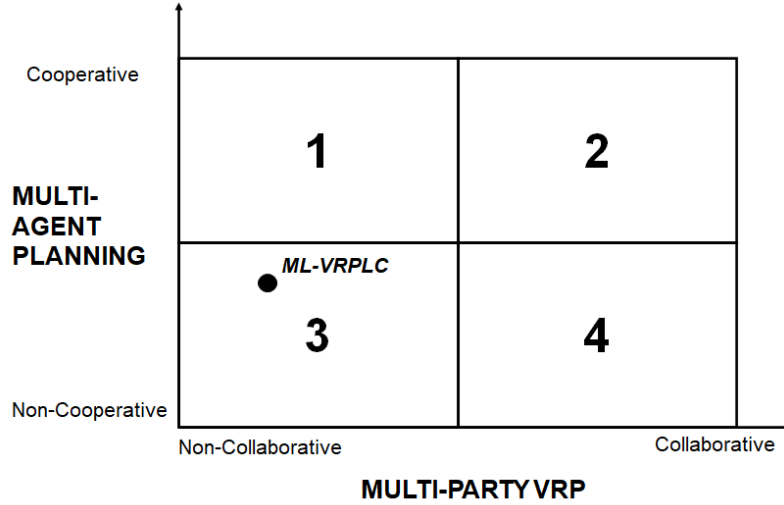 Cooperative
1
2
MULTI-
AGENT
PLANNING
ML-VRPLC
3
4
Non-Cooperative
Non-Collaborative
Collaborative
MULTI-PARTY VRP